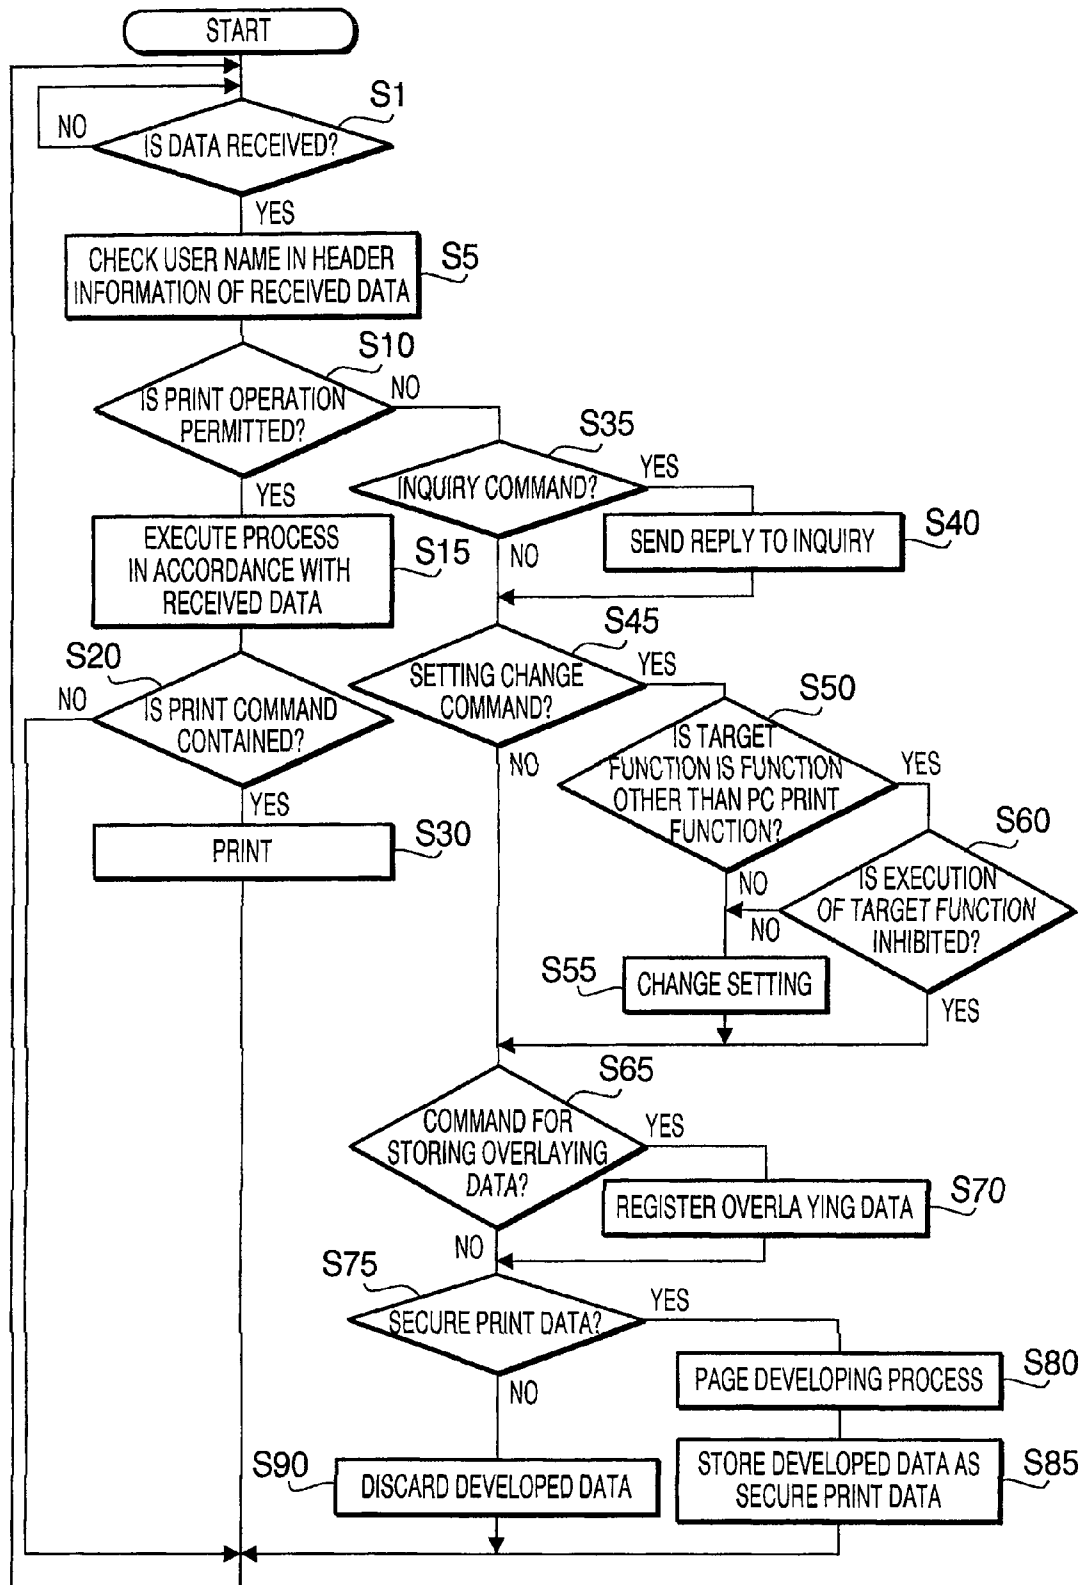 START
S1
NO
IS DATA RECEIVED?
YES
CHECK USER NAME IN HEADER
INFORMATION OF RECEIVED DATA
S5
S10
IS PRINT OPERATION
PERMITTED?
NO
YES
S35
INQUIRY COMMAND?
YES
NO
EXECUTE PROCESS
IN ACCORDANCE WITH
RECEIVED DATA
S15
SEND REPLY TO INQUIRY
S40
S20
NO
IS PRINT COMMAND
CONTAINED?
YES
S45
SETTING CHANGE
COMMAND?
YES
NO
S50
IS TARGET
FUNCTION IS FUNCTION
OTHER THAN PC PRINT
FUNCTION?
YES
NO
PRINT
S30
S60
IS EXECUTION
OF TARGET FUNCTION
INHIBITED?
NO
YES
S55
CHANGE SETTING
S65
COMMAND FOR
STORING OVERLAYING
DATA?
YES
NO
REGISTER OVERLA YING DATA
S70
S75
SECURE PRINT DATA?
YES
NO
PAGE DEVELOPING PROCESS
S80
S90
DISCARD DEVELOPED DATA
STORE DEVELOPED DATA AS
SECURE PRINT DATA
S85